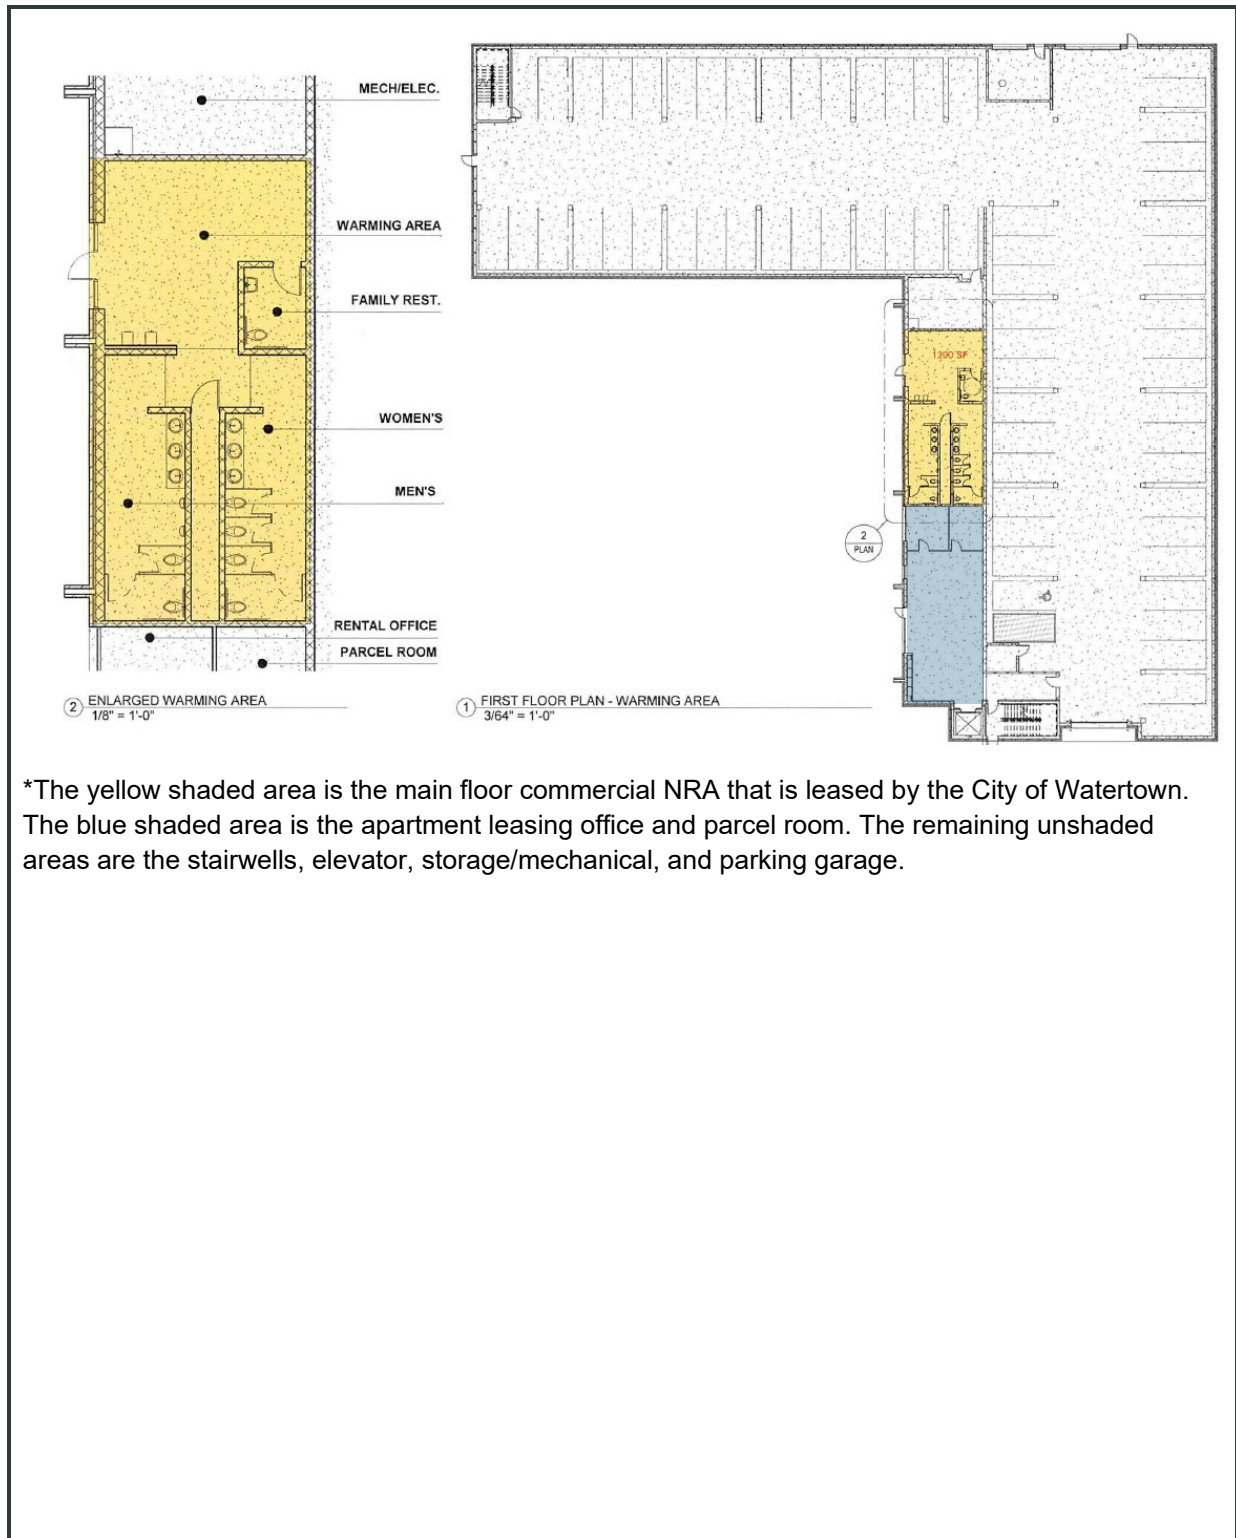 MECH/ELEC.
WARMING AREA
FAMILY REST.
WOMEN'S
MEN'S
RENTAL OFFICE
PARCEL ROOM
2 ENLARGED WARMING AREA
1/8" = 1'-0"
1200 SF
2
PLAN
1 FIRST FLOOR PLAN - WARMING AREA
3/64" = 1'-0"
*The yellow shaded area is the main floor commercial NRA that is leased by the City of Watertown.
The blue shaded area is the apartment leasing office and parcel room. The remaining unshaded
areas are the stairwells, elevator, storage/mechanical, and parking garage.